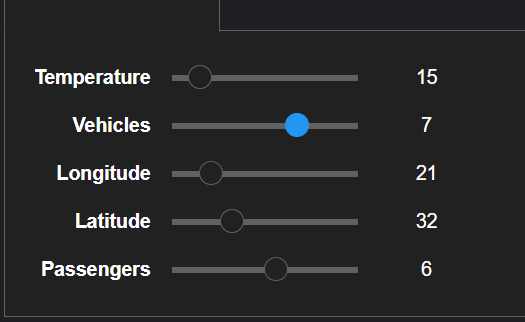 Temperature 15
Vehicles 7
Longitude 21
Latitude 32
Passengers 6